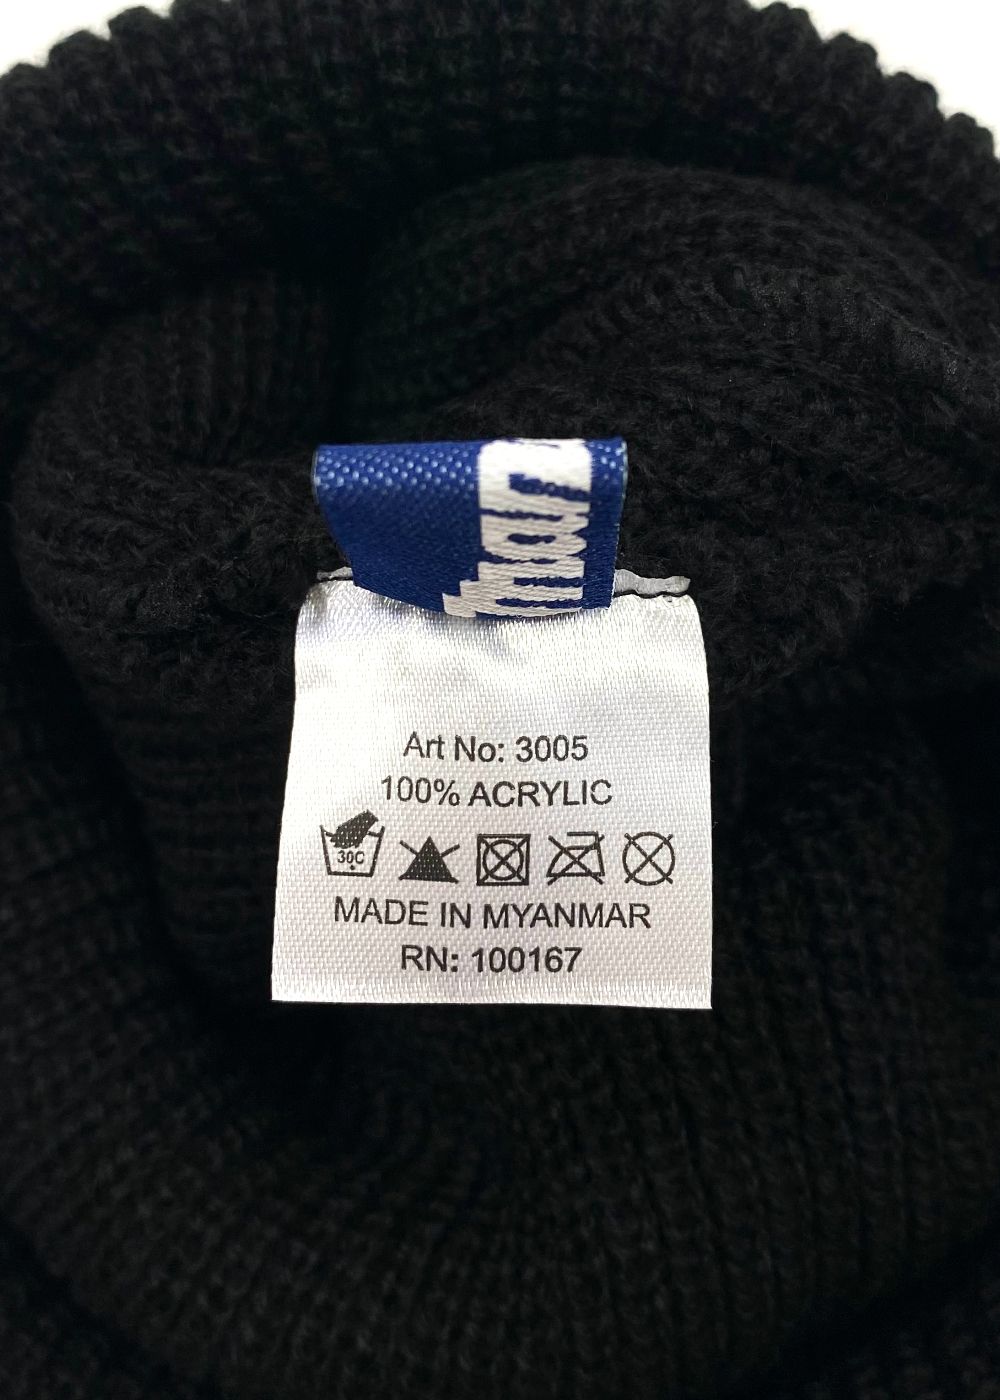 Art No: 3005
100% ACRYLIC
30C
MADE IN MYANMAR
RN: 100167